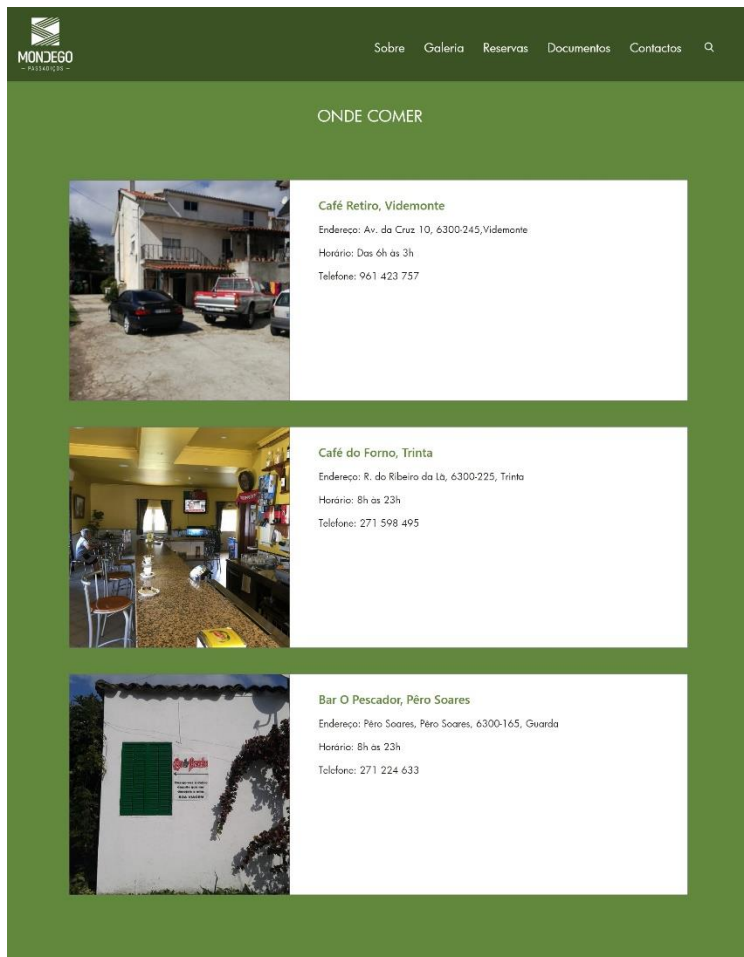 MONDEGO
– PASSADIÇOS –
Sobre Galeria Reservas Documentos Contactos
ONDE COMER
Café Retiro, Videmonte
Endereço: Av. da Cruz 10, 6300-245,Videmonte
Horário: Das 6h às 3h
Telefone: 961 423 757
Café do Forno, Trinta
Endereço: R. do Ribeiro da Lã, 6300-225, Trinta
Horário: 8h às 23h
Telefone: 271 598 495
Bar O Pescador, Pêro Soares
Endereço: Pêro Soares, Pêro Soares, 6300-165, Guarda
Horário: 8h às 23h
Telefone: 271 224 633